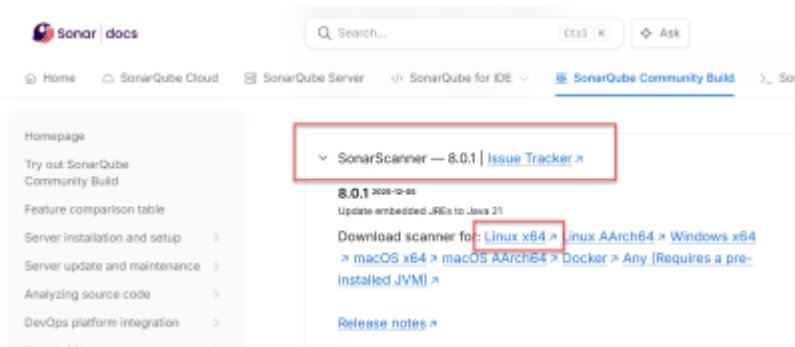 Sonar docs
Search...
Ctrl K
Ask
Home
SonarQube Cloud
SonarQube Server
SonarQube for IDE
SonarQube Community Build
Homepage
Try out SonarQube
Community Build
Feature comparison table
Server installation and setup
Server update and maintenance
Analyzing source code
DevOps platform integration
SonarScanner — 8.0.1 | Issue Tracker
8.0.1
Update embedded JREs to Java 21
Download scanner for: Linux x64 Linux AArch64 Windows x64
macOS x64 macOS AArch64 Docker Any (Requires a pre-
installed JVM)
Release notes